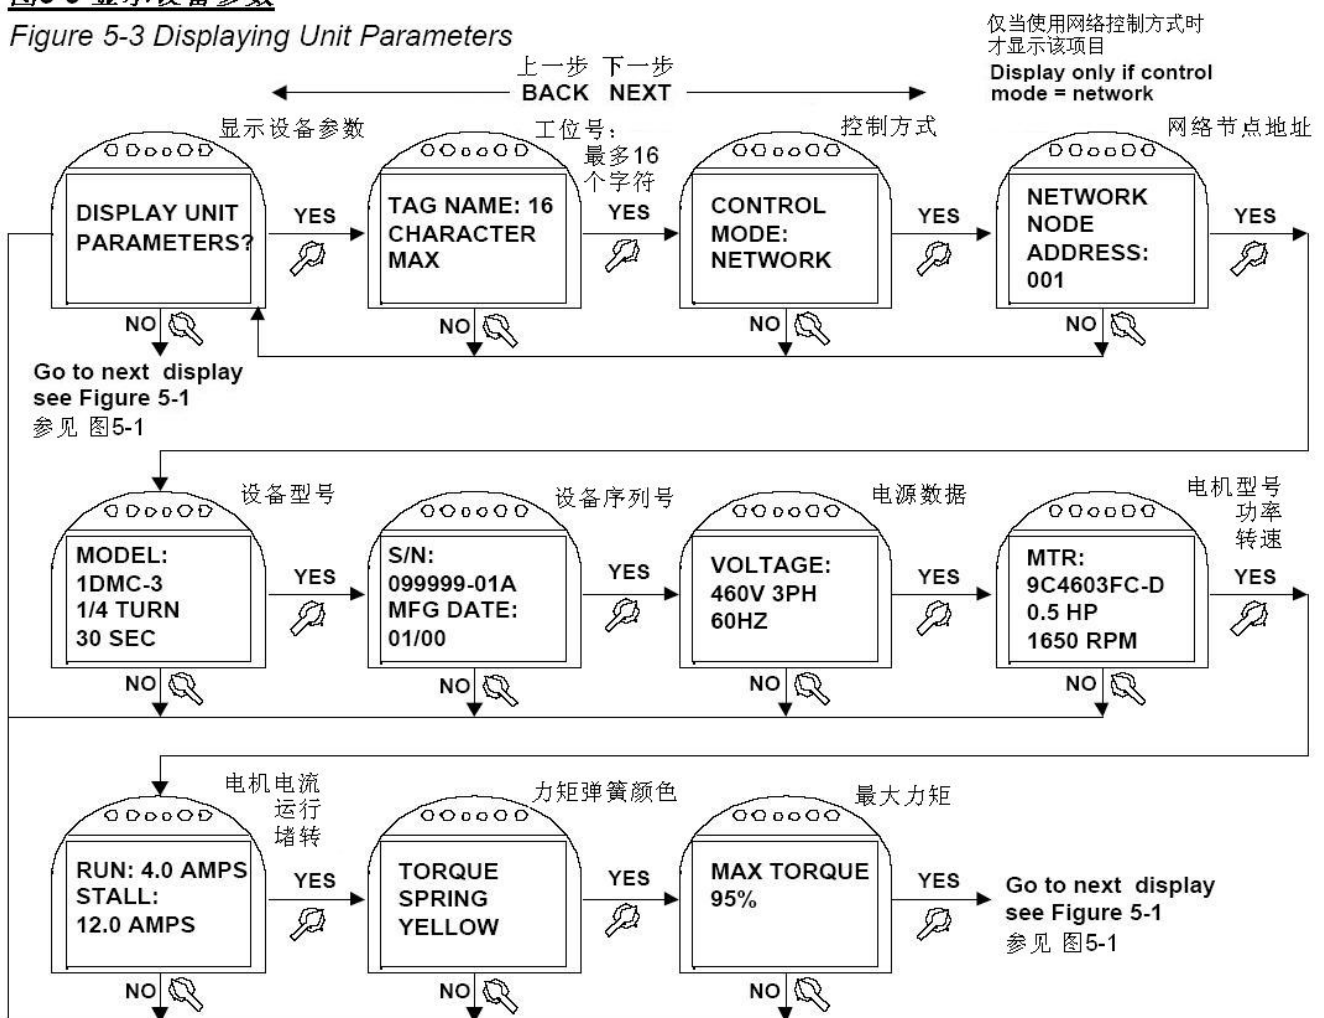 图5-3 显示设备参数
Figure 5-3 Displaying Unit Parameters
仅当使用网络控制方式时
才显示该项目
Display only if control
mode = network
上一步 下一步
BACK NEXT
显示设备参数
DISPLAY UNIT
PARAMETERS?
YES
NO
Go to next display
see Figure 5-1
参见 图5-1
工位号:
最多16
个字符
TAG NAME: 16
CHARACTER
MAX
YES
NO
控制方式
CONTROL
MODE:
NETWORK
YES
NO
网络节点地址
NETWORK
NODE
ADDRESS:
001
YES
NO
设备型号
MODEL:
1DMC-3
1/4 TURN
30 SEC
YES
NO
设备序列号
S/N:
099999-01A
MFG DATE:
01/00
YES
NO
电源数据
VOLTAGE:
460V 3PH
60HZ
YES
NO
电机型号
功率
转速
MTR:
9C4603FC-D
0.5 HP
1650 RPM
YES
NO
电机电流
运行
堵转
RUN: 4.0 AMPS
STALL:
12.0 AMPS
YES
NO
力矩弹簧颜色
TORQUE
SPRING
YELLOW
YES
NO
最大力矩
MAX TORQUE
95%
YES
NO
Go to next display
see Figure 5-1
参见 图5-1